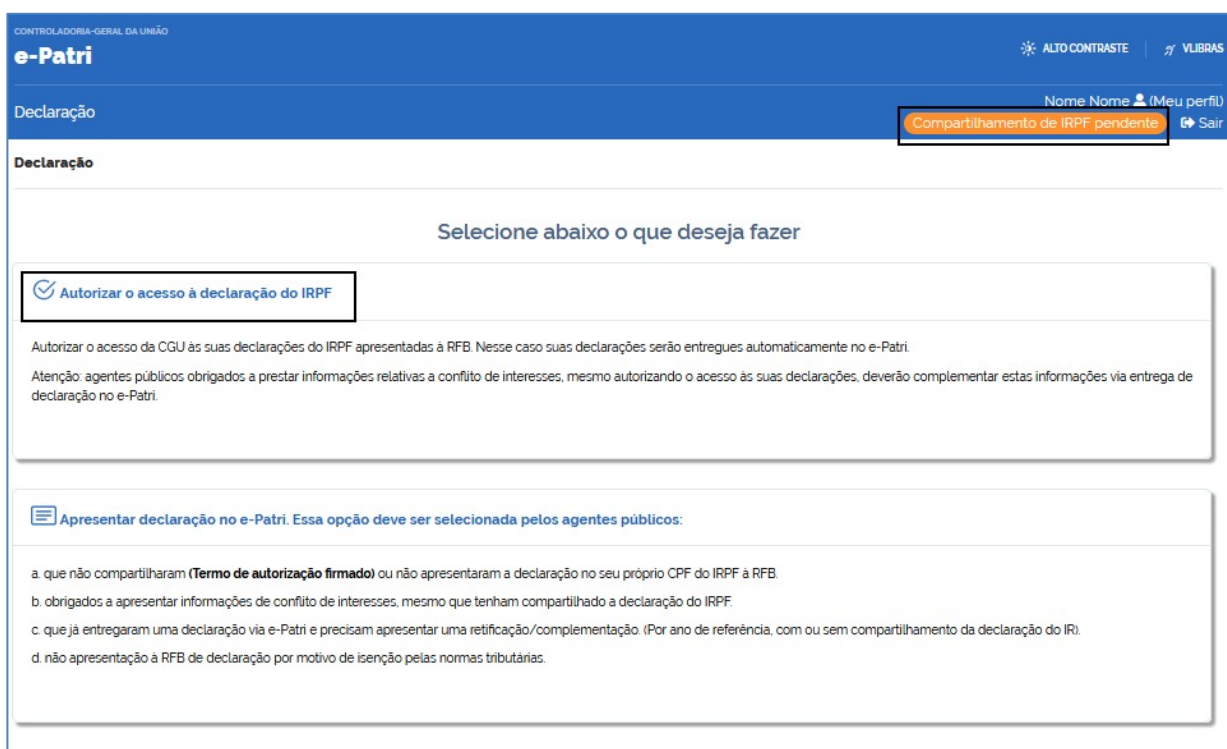 CONTROLADORIA-GERAL DA UNIÃO
e-Patri
ALTO CONTRASTE
VLIBRAS
Declaração
Nome Nome (Meu perfil)
Compartilhamento de IRPF pendente
Sair
Declaração
Selecione abaixo o que deseja fazer
Autorizar o acesso à declaração do IRPF
Autorizar o acesso da CGU às suas declarações do IRPF apresentadas à RFB. Nesse caso suas declarações serão entregues automaticamente no e-Patri.
Atenção: agentes públicos obrigados a prestar informações relativas a conflito de interesses, mesmo autorizando o acesso às suas declarações, deverão complementar estas informações via entrega de
declaração no e-Patri.
Apresentar declaração no e-Patri. Essa opção deve ser selecionada pelos agentes públicos:
a. que não compartilharam (Termo de autorização firmado) ou não apresentaram a declaração no seu próprio CPF do IRPF à RFB.
b. obrigados a apresentar informações de conflito de interesses, mesmo que tenham compartilhado a declaração do IRPF.
c. que já entregaram uma declaração via e-Patri e precisam apresentar uma retificação/complementação. (Por ano de referência, com ou sem compartilhamento da declaração do IR).
d. não apresentação à RFB de declaração por motivo de isenção pelas normas tributárias.